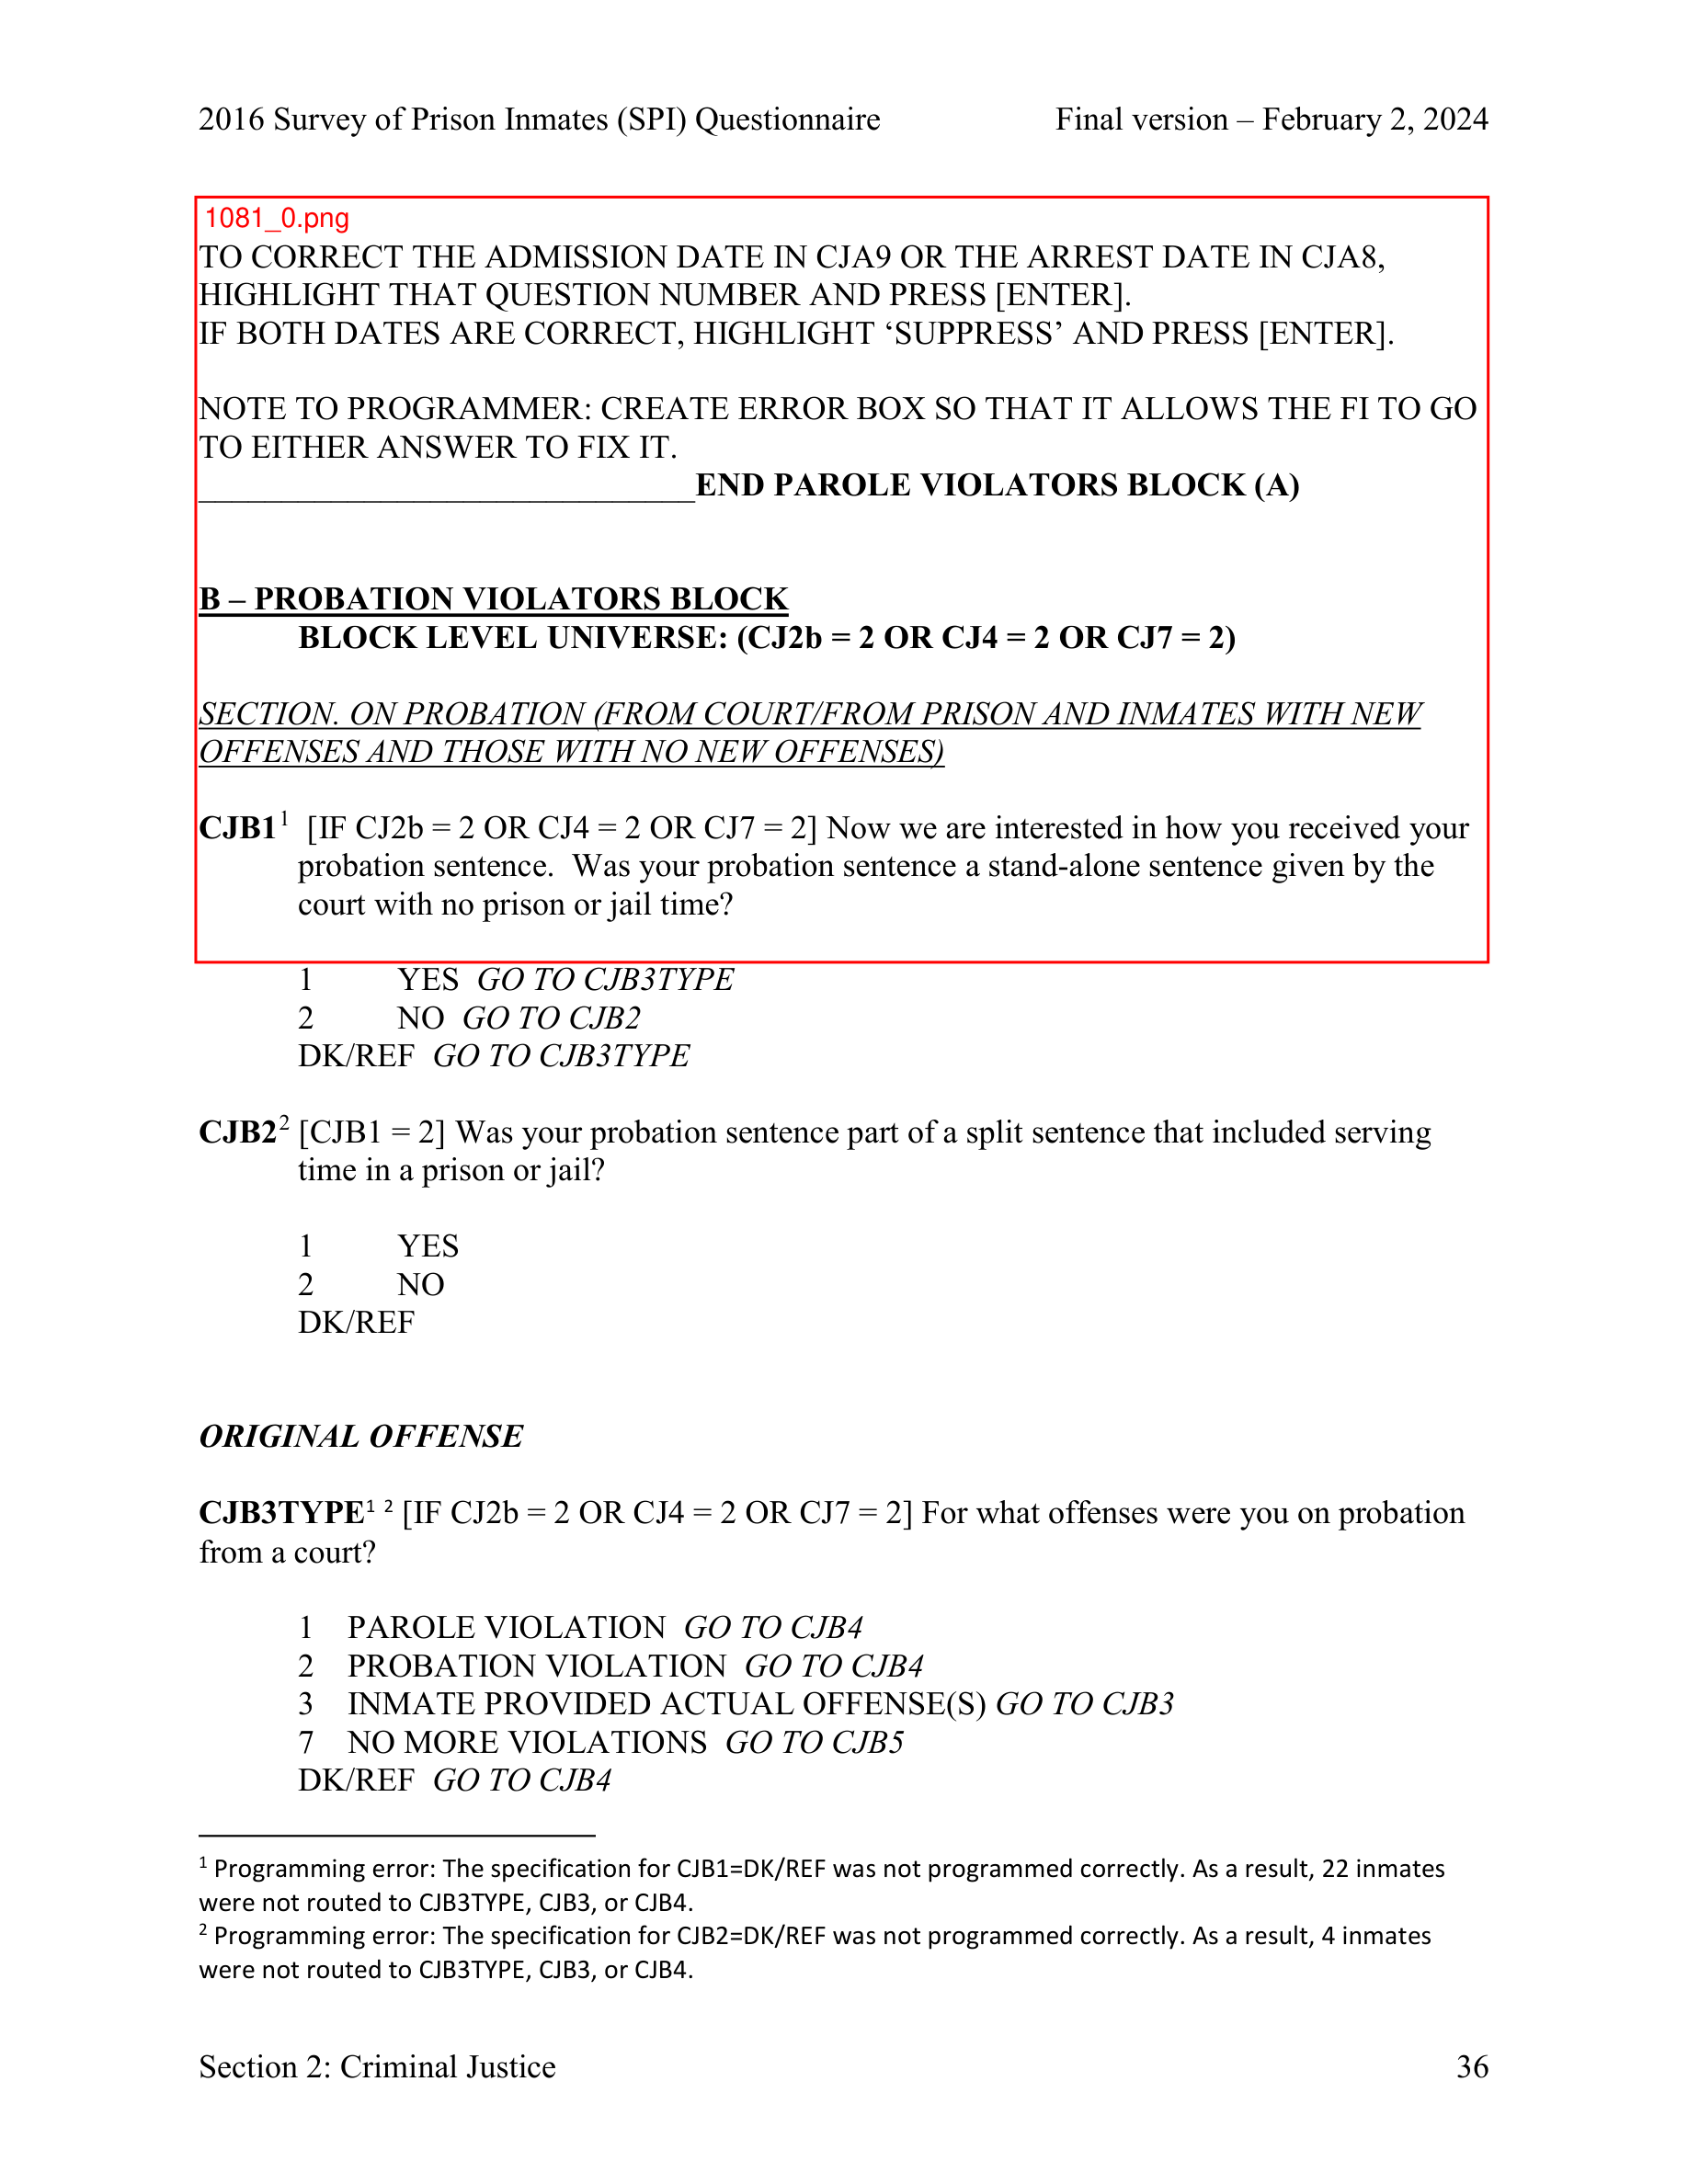 2016 Survey of Prison Inmates (SPI) Questionnaire Final version – February 2, 2024
1081_0.png
TO CORRECT THE ADMISSION DATE IN CJA9 OR THE ARREST DATE IN CJA8,
HIGHLIGHT THAT QUESTION NUMBER AND PRESS [ENTER].
IF BOTH DATES ARE CORRECT, HIGHLIGHT ‘SUPPRESS’ AND PRESS [ENTER].
NOTE TO PROGRAMMER: CREATE ERROR BOX SO THAT IT ALLOWS THE FI TO GO
TO EITHER ANSWER TO FIX IT.
______________________________END PAROLE VIOLATORS BLOCK (A)
B – PROBATION VIOLATORS BLOCK
BLOCK LEVEL UNIVERSE: (CJ2b = 2 OR CJ4 = 2 OR CJ7 = 2)
SECTION. ON PROBATION (FROM COURT/FROM PRISON AND INMATES WITH NEW
OFFENSES AND THOSE WITH NO NEW OFFENSES)
CJB1¹ [IF CJ2b = 2 OR CJ4 = 2 OR CJ7 = 2] Now we are interested in how you received your
probation sentence. Was your probation sentence a stand-alone sentence given by the
court with no prison or jail time?
1 YES GO TO CJB3TYPE
2 NO GO TO CJB2
DK/REF GO TO CJB3TYPE
CJB2² [CJB1 = 2] Was your probation sentence part of a split sentence that included serving
time in a prison or jail?
1 YES
2 NO
DK/REF
ORIGINAL OFFENSE
CJB3TYPE¹ ² [IF CJ2b = 2 OR CJ4 = 2 OR CJ7 = 2] For what offenses were you on probation
from a court?
1 PAROLE VIOLATION GO TO CJB4
2 PROBATION VIOLATION GO TO CJB4
3 INMATE PROVIDED ACTUAL OFFENSE(S) GO TO CJB3
7 NO MORE VIOLATIONS GO TO CJB5
DK/REF GO TO CJB4
¹ Programming error: The specification for CJB1=DK/REF was not programmed correctly. As a result, 22 inmates
were not routed to CJB3TYPE, CJB3, or CJB4.
² Programming error: The specification for CJB2=DK/REF was not programmed correctly. As a result, 4 inmates
were not routed to CJB3TYPE, CJB3, or CJB4.
Section 2: Criminal Justice 36